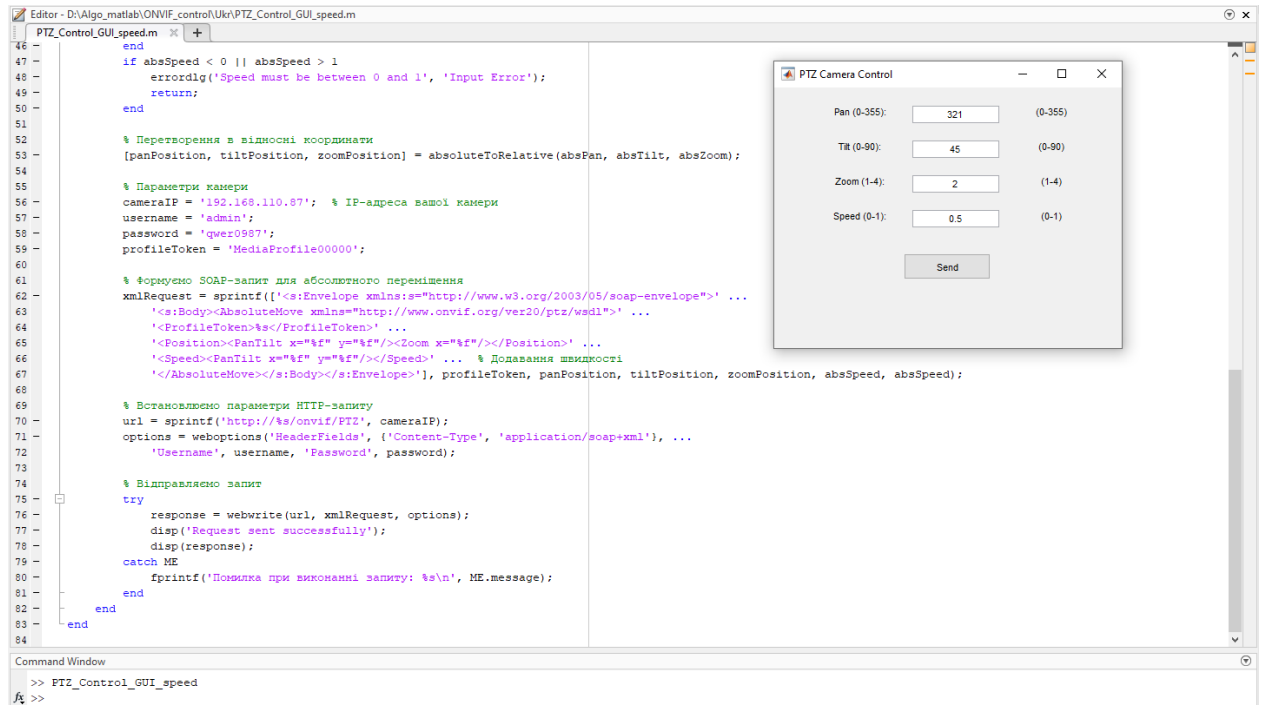 Editor - D:\Algo_matlab\ONVIF_control\Ukr\PTZ_Control_GUI_speed.m
PTZ_Control_GUI_speed.m × +
46 – end
47 – if absSpeed < 0 || absSpeed > 1
48 – errordlg('Speed must be between 0 and 1', 'Input Error');
49 – return;
50 – end
51
52 % Перетворення в відносні координати
53 – [panPosition, tiltPosition, zoomPosition] = absoluteToRelative(absPan, absTilt, absZoom);
54
55 % Параметри камери
56 – cameraIP = '192.168.110.87'; % IP-адреса вашої камери
57 – username = 'admin';
58 – password = 'qwer0987';
59 – profileToken = 'MediaProfile00000';
60
61 % Формуємо SOAP-запит для абсолютного переміщення
62 – xmlRequest = sprintf(['<s:Envelope xmlns:s="http://www.w3.org/2003/05/soap-envelope">' ...
63 '<s:Body><AbsoluteMove xmlns="http://www.onvif.org/ver20/ptz/wsdl">' ...
64 '<ProfileToken>%s</ProfileToken>' ...
65 '<Position><PanTilt x="%f" y="%f"/><Zoom x="%f"/></Position>' ...
66 '<Speed><PanTilt x="%f" y="%f"/></Speed>' ... % Додавання швидкості
67 '</AbsoluteMove></s:Body></s:Envelope>'], profileToken, panPosition, tiltPosition, zoomPosition, absSpeed, absSpeed);
68
69 % Встановлюємо параметри HTTP-запиту
70 – url = sprintf('http://%s/onvif/PTZ', cameraIP);
71 – options = weboptions('HeaderFields', {'Content-Type', 'application/soap+xml'}, ...
72 'Username', username, 'Password', password);
73
74 % Відправляємо запит
75 – try
76 – response = webwrite(url, xmlRequest, options);
77 – disp('Request sent successfully');
78 – disp(response);
79 – catch ME
80 – fprintf('Помилка при виконанні запиту: %s\n', ME.message);
81 – end
82 – end
83 – end
84
PTZ Camera Control
Pan (0-355): 321 (0-355)
Tilt (0-90): 45 (0-90)
Zoom (1-4): 2 (1-4)
Speed (0-1): 0.5 (0-1)
Send
Command Window
>> PTZ_Control_GUI_speed
fx >>